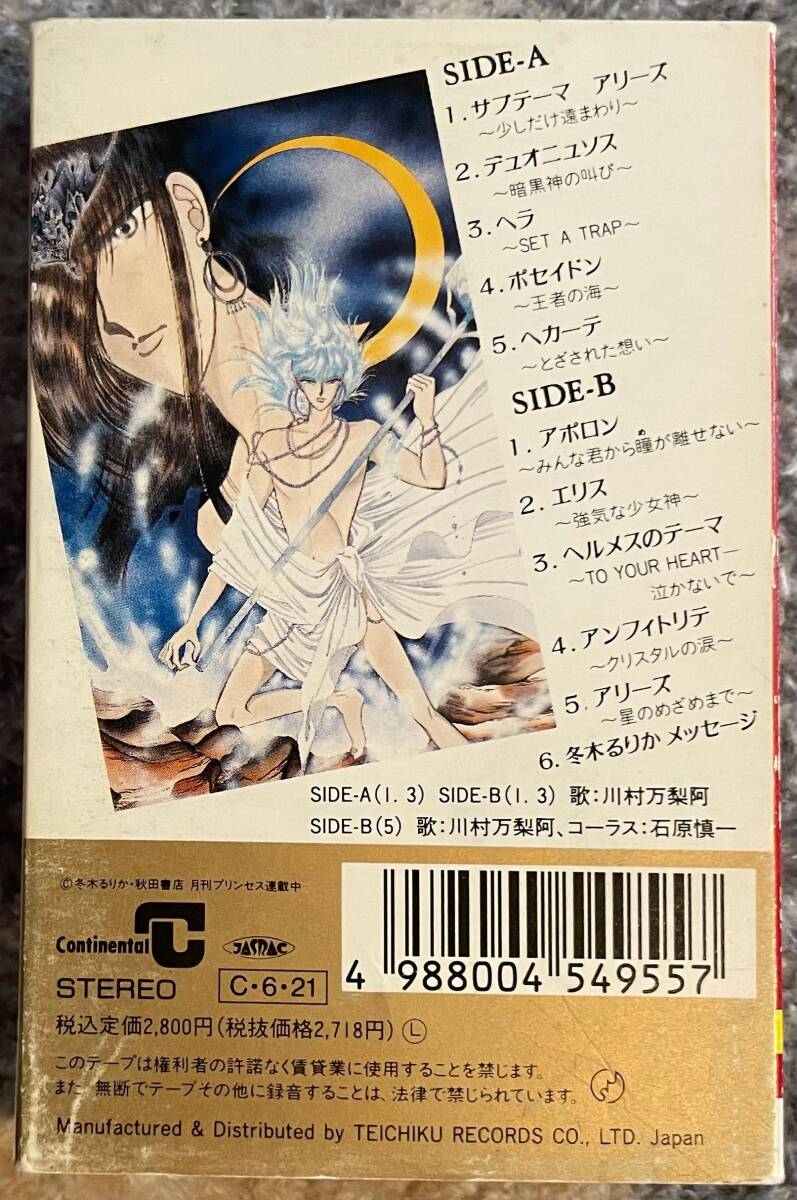 SIDE-A
1.サブテーマ アリーズ
～少しだけ遠まわり～
2.デュオニュソス
～暗黒神の叫び～
3.ヘラ
～SET A TRAP～
4.ポセイドン
～王者の海～
5.ヘカーテ
～とざされた想い～
SIDE-B
1.アポロン
～みんな君から瞳が離せない～
め
2.エリス
～強気な少女神～
3.ヘルメスのテーマ
～TO YOUR HEART―
泣かないで～
4.アンフィトリテ
～クリスタルの涙～
5.アリーズ
～星のめざめまで～
6.冬木るりか メッセージ
SIDE-A(1.3) SIDE-B(1.3) 歌:川村万梨阿
SIDE-B(5) 歌:川村万梨阿、コーラス:石原慎一
©冬木るりか・秋田書店 月刊プリンセス連載中
Continental
JASRAC
STEREO C・6・21
4 988004 549557
税込定価2,800円(税抜価格2,718円) Ⓛ
このテープは権利者の許諾なく賃貸業に使用することを禁じます。
また、無断でテープその他に録音することは、法律で禁じられています。
Manufactured & Distributed by TEICHIKU RECORDS CO., LTD. Japan